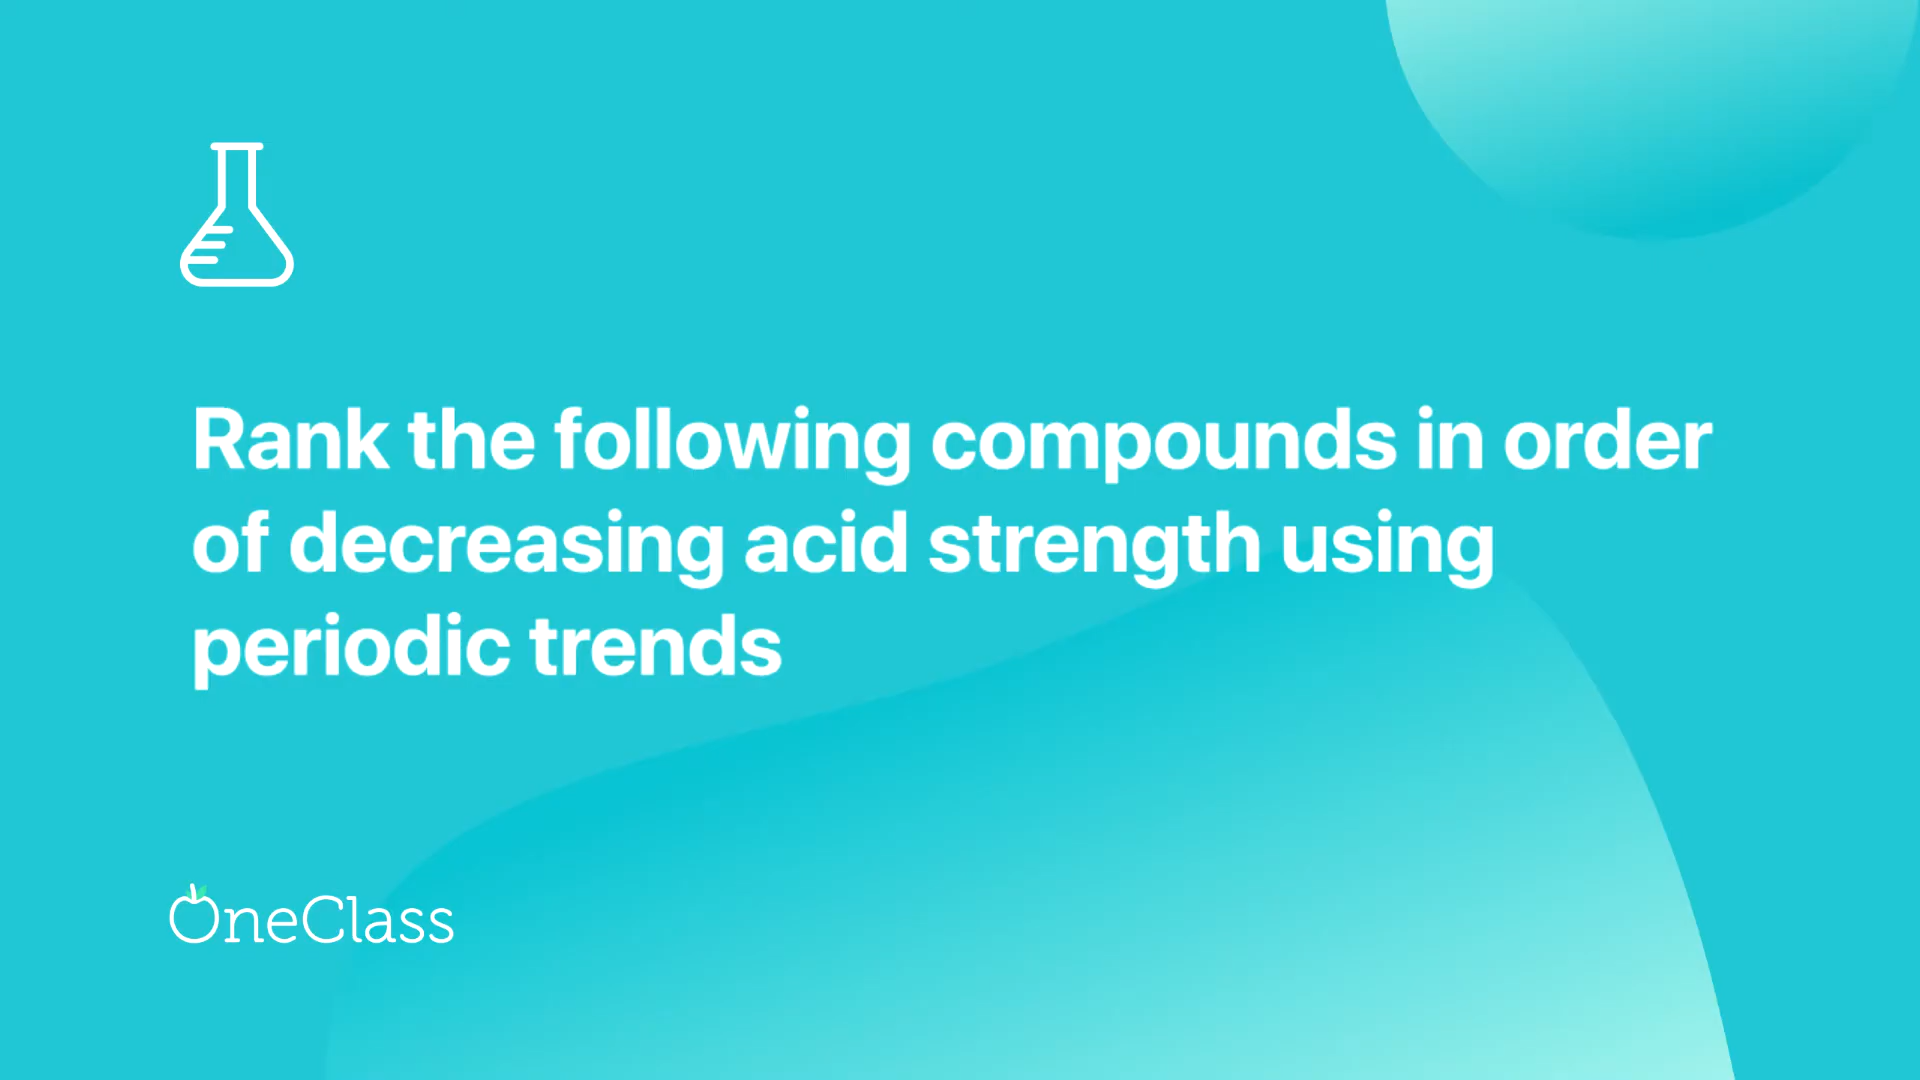 Rank the following compounds in order
of decreasing acid strength using
periodic trends
OneClass